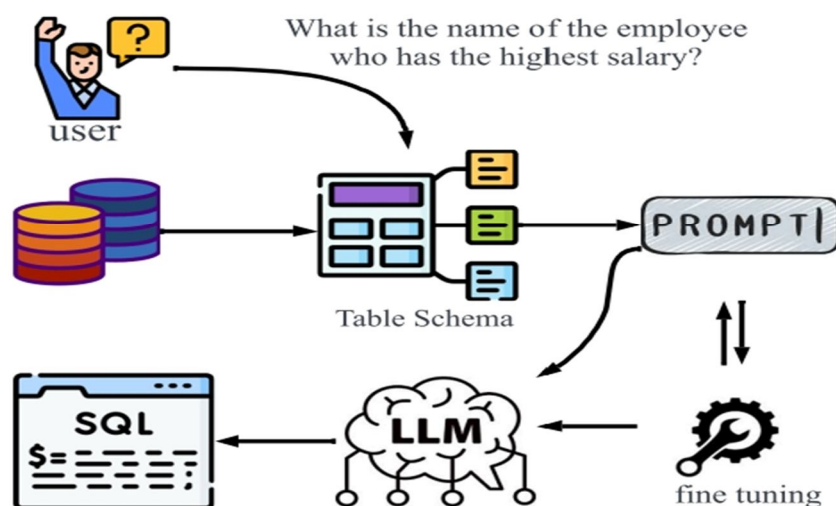 ?
What is the name of the employee
who has the highest salary?
user
PROMPT
Table Schema
SQL
$=
LLM
fine tuning